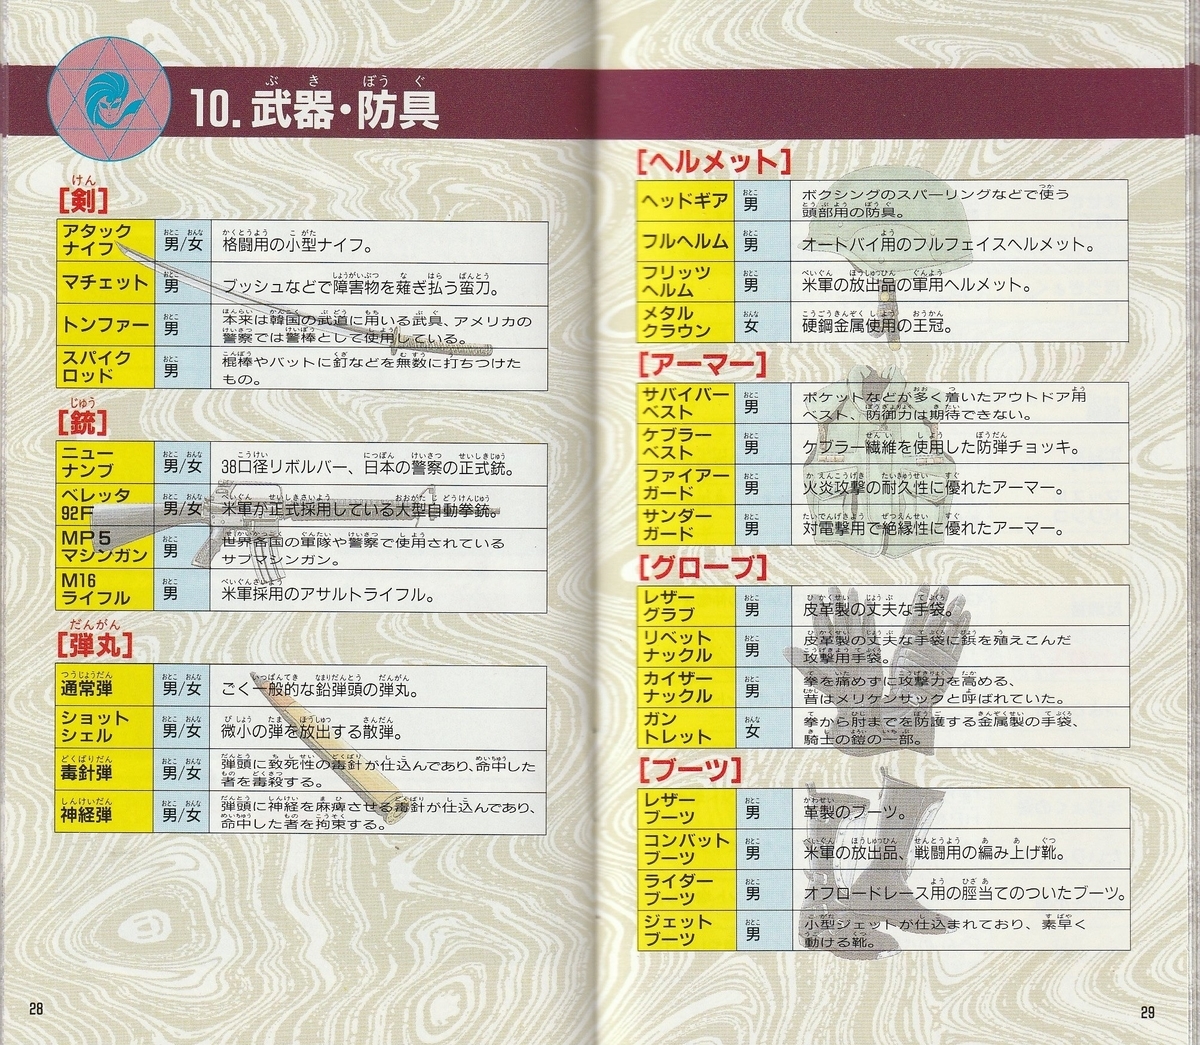 10. 武器・防具
[剣]
アタック
ナイフ
男/女
格闘用の小型ナイフ。
マチェット
男
ブッシュなどで障害物を薙ぎ払う蛮刀。
トンファー
男
本来は韓国の武道に用いる武具、アメリカの
警察では警棒として使用している。
スパイク
ロッド
男
棍棒やバットに釘などを無数に打ちつけた
もの。
[銃]
ニュー
ナンブ
男/女
38口径リボルバー、日本の警察の正式銃。
ベレッタ
92F
男/女
米軍が正式採用している大型自動拳銃。
MP5
マシンガン
男
世界各国の軍隊や警察で使用されている
サブマシンガン。
M16
ライフル
男
米軍採用のアサルトライフル。
[弾丸]
通常弾
男/女
ごく一般的な鉛弾頭の弾丸。
ショット
シェル
男/女
微小の弾を放出する散弾。
毒針弾
男/女
弾頭に致死性の毒針が仕込んであり、命中した
者を毒殺する。
神経弾
男/女
弾頭に神経を麻痺させる毒針が仕込んであり、
命中した者を拘束する。
28
[ヘルメット]
ヘッドギア
男
ボクシングのスパーリングなどで使う
頭部用の防具。
フルヘルム
男
オートバイ用のフルフェイスヘルメット。
フリッツ
ヘルム
男
米軍の放出品の軍用ヘルメット。
メタル
クラウン
女
硬鋼金属使用の王冠。
[アーマー]
サバイバー
ベスト
男
ポケットなどが多く着いたアウトドア用
ベスト、防御力は期待できない。
ケブラー
ベスト
男
ケブラー繊維を使用した防弾チョッキ。
ファイアー
ガード
男
火炎攻撃の耐久性に優れたアーマー。
サンダー
ガード
男
対電撃用で絶縁性に優れたアーマー。
[グローブ]
レザー
グラブ
男
皮革製の丈夫な手袋。
リベット
ナックル
男
皮革製の丈夫な手袋に鋲を殖えこんだ
攻撃用手袋。
カイザー
ナックル
男
拳を痛めずに攻撃力を高める、
昔はメリケンサックと呼ばれていた。
ガン
トレット
女
拳から肘までを防護する金属製の手袋、
騎士の鎧の一部。
[ブーツ]
レザー
ブーツ
男
革製のブーツ。
コンバット
ブーツ
男
米軍の放出品、戦闘用の編み上げ靴。
ライダー
ブーツ
男
オフロードレース用の脛当てのついたブーツ。
ジェット
ブーツ
男
小型ジェットが仕込まれており、素早く
動ける靴。
29